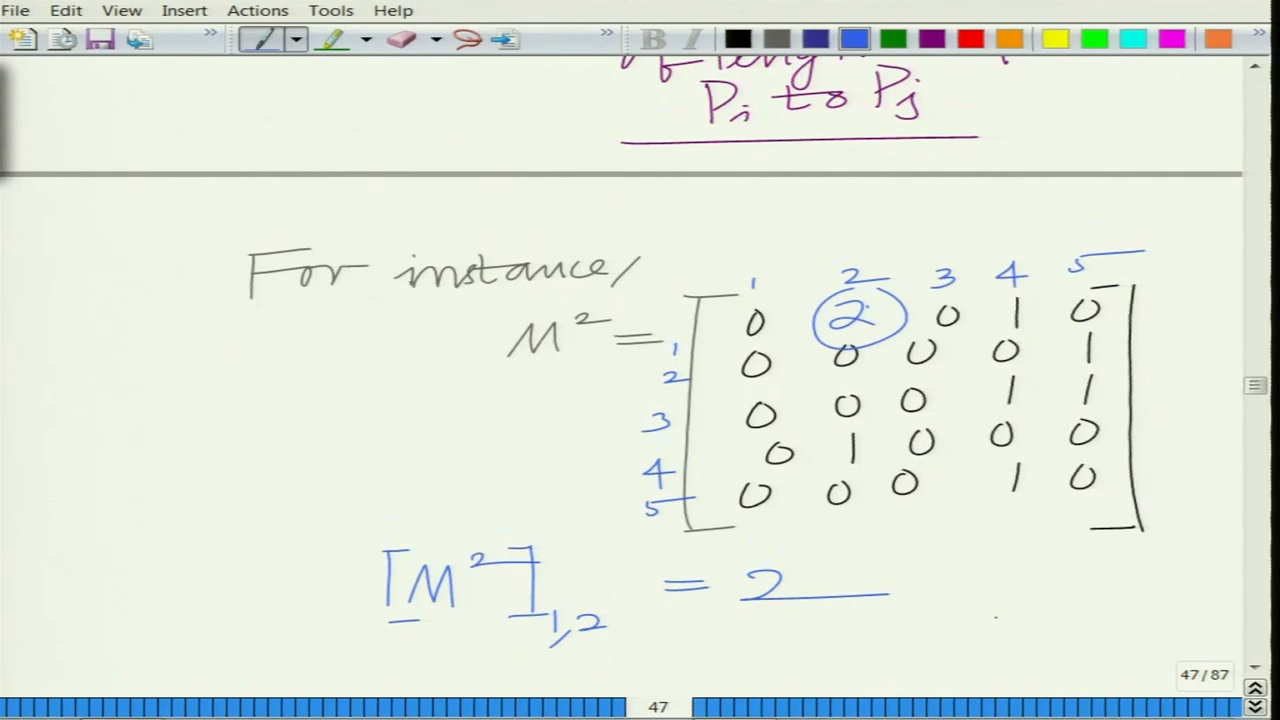 File Edit View Insert Actions Tools Help
B I
Pi to Pj
For instance,
1 2 3 4 5
M² =
1 0 2 0 1 0
2 0 0 0 0 1
3 0 0 0 1 1
4 0 1 0 0 0
5 0 0 0 1 0
[M²]1,2 = 2
47/87
47